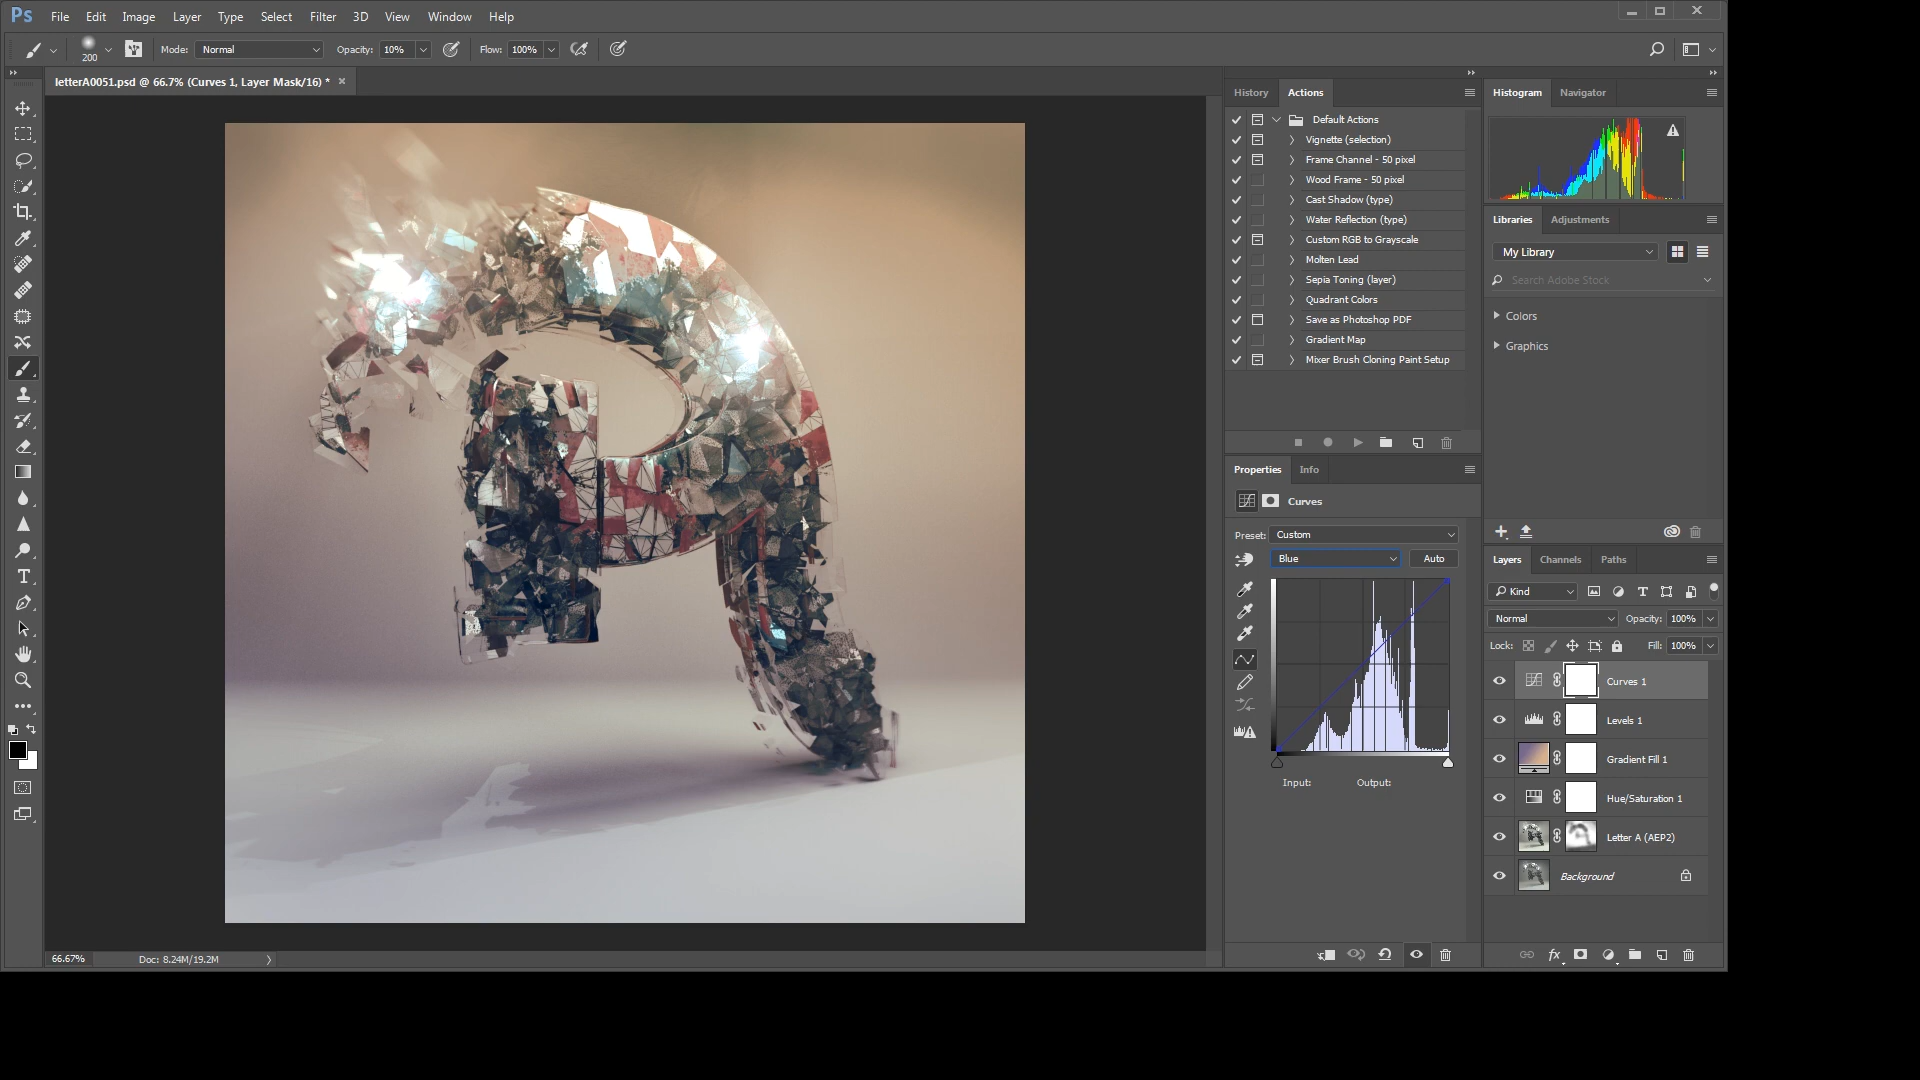 Ps File Edit Image Layer Type Select Filter 3D View Window Help
200 Mode: Normal Opacity: 10% Flow: 100%
letterA0051.psd @ 66.7% (Curves 1, Layer Mask/16) *
History Actions
Default Actions
Vignette (selection)
Frame Channel - 50 pixel
Wood Frame - 50 pixel
Cast Shadow (type)
Water Reflection (type)
Custom RGB to Grayscale
Molten Lead
Sepia Toning (layer)
Quadrant Colors
Save as Photoshop PDF
Gradient Map
Mixer Brush Cloning Paint Setup
Properties Info
Curves
Preset: Custom
Blue Auto
Input: Output:
Histogram Navigator
Libraries Adjustments
My Library
Search Adobe Stock
Colors
Graphics
Layers Channels Paths
Kind
Normal Opacity: 100%
Lock: Fill: 100%
Curves 1
Levels 1
Gradient Fill 1
Hue/Saturation 1
Letter A (AEP2)
Background
fx
66.67% Doc: 8.24M/19.2M